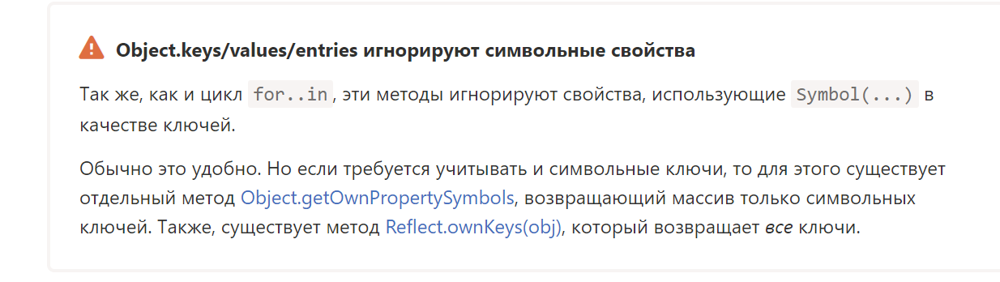 Object.keys/values/entries игнорируют символьные свойства
Так же, как и цикл for..in, эти методы игнорируют свойства, использующие Symbol(...) в
качестве ключей.
Обычно это удобно. Но если требуется учитывать и символьные ключи, то для этого существует
отдельный метод Object.getOwnPropertySymbols, возвращающий массив только символьных
ключей. Также, существует метод Reflect.ownKeys(obj), который возвращает все ключи.